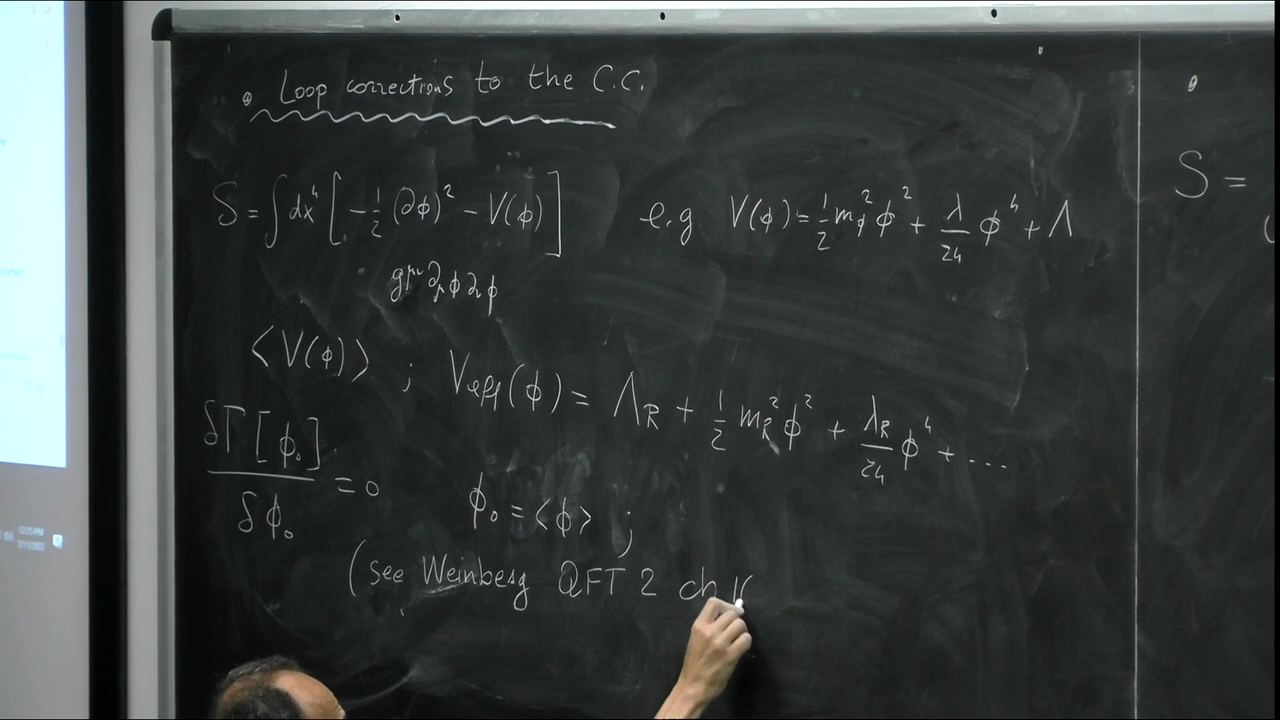 Loop corrections to the C.C.
S = ∫dx⁴ [ -½ (∂ϕ)² - V(ϕ) ] e.g. V(ϕ) = ½ m_ϕ² ϕ² + λ/24 ϕ⁴ + Λ
g^{μν} ∂_μ ϕ ∂_ν ϕ
⟨V(ϕ)⟩ ; V_eff(ϕ) = Λ_R + ½ m_R² ϕ² + λ_R/24 ϕ⁴ + ...
δΓ[ϕ₀]/δϕ₀ = 0 ϕ₀ = ⟨ϕ⟩ ;
(see Weinberg QFT 2 ch
S =